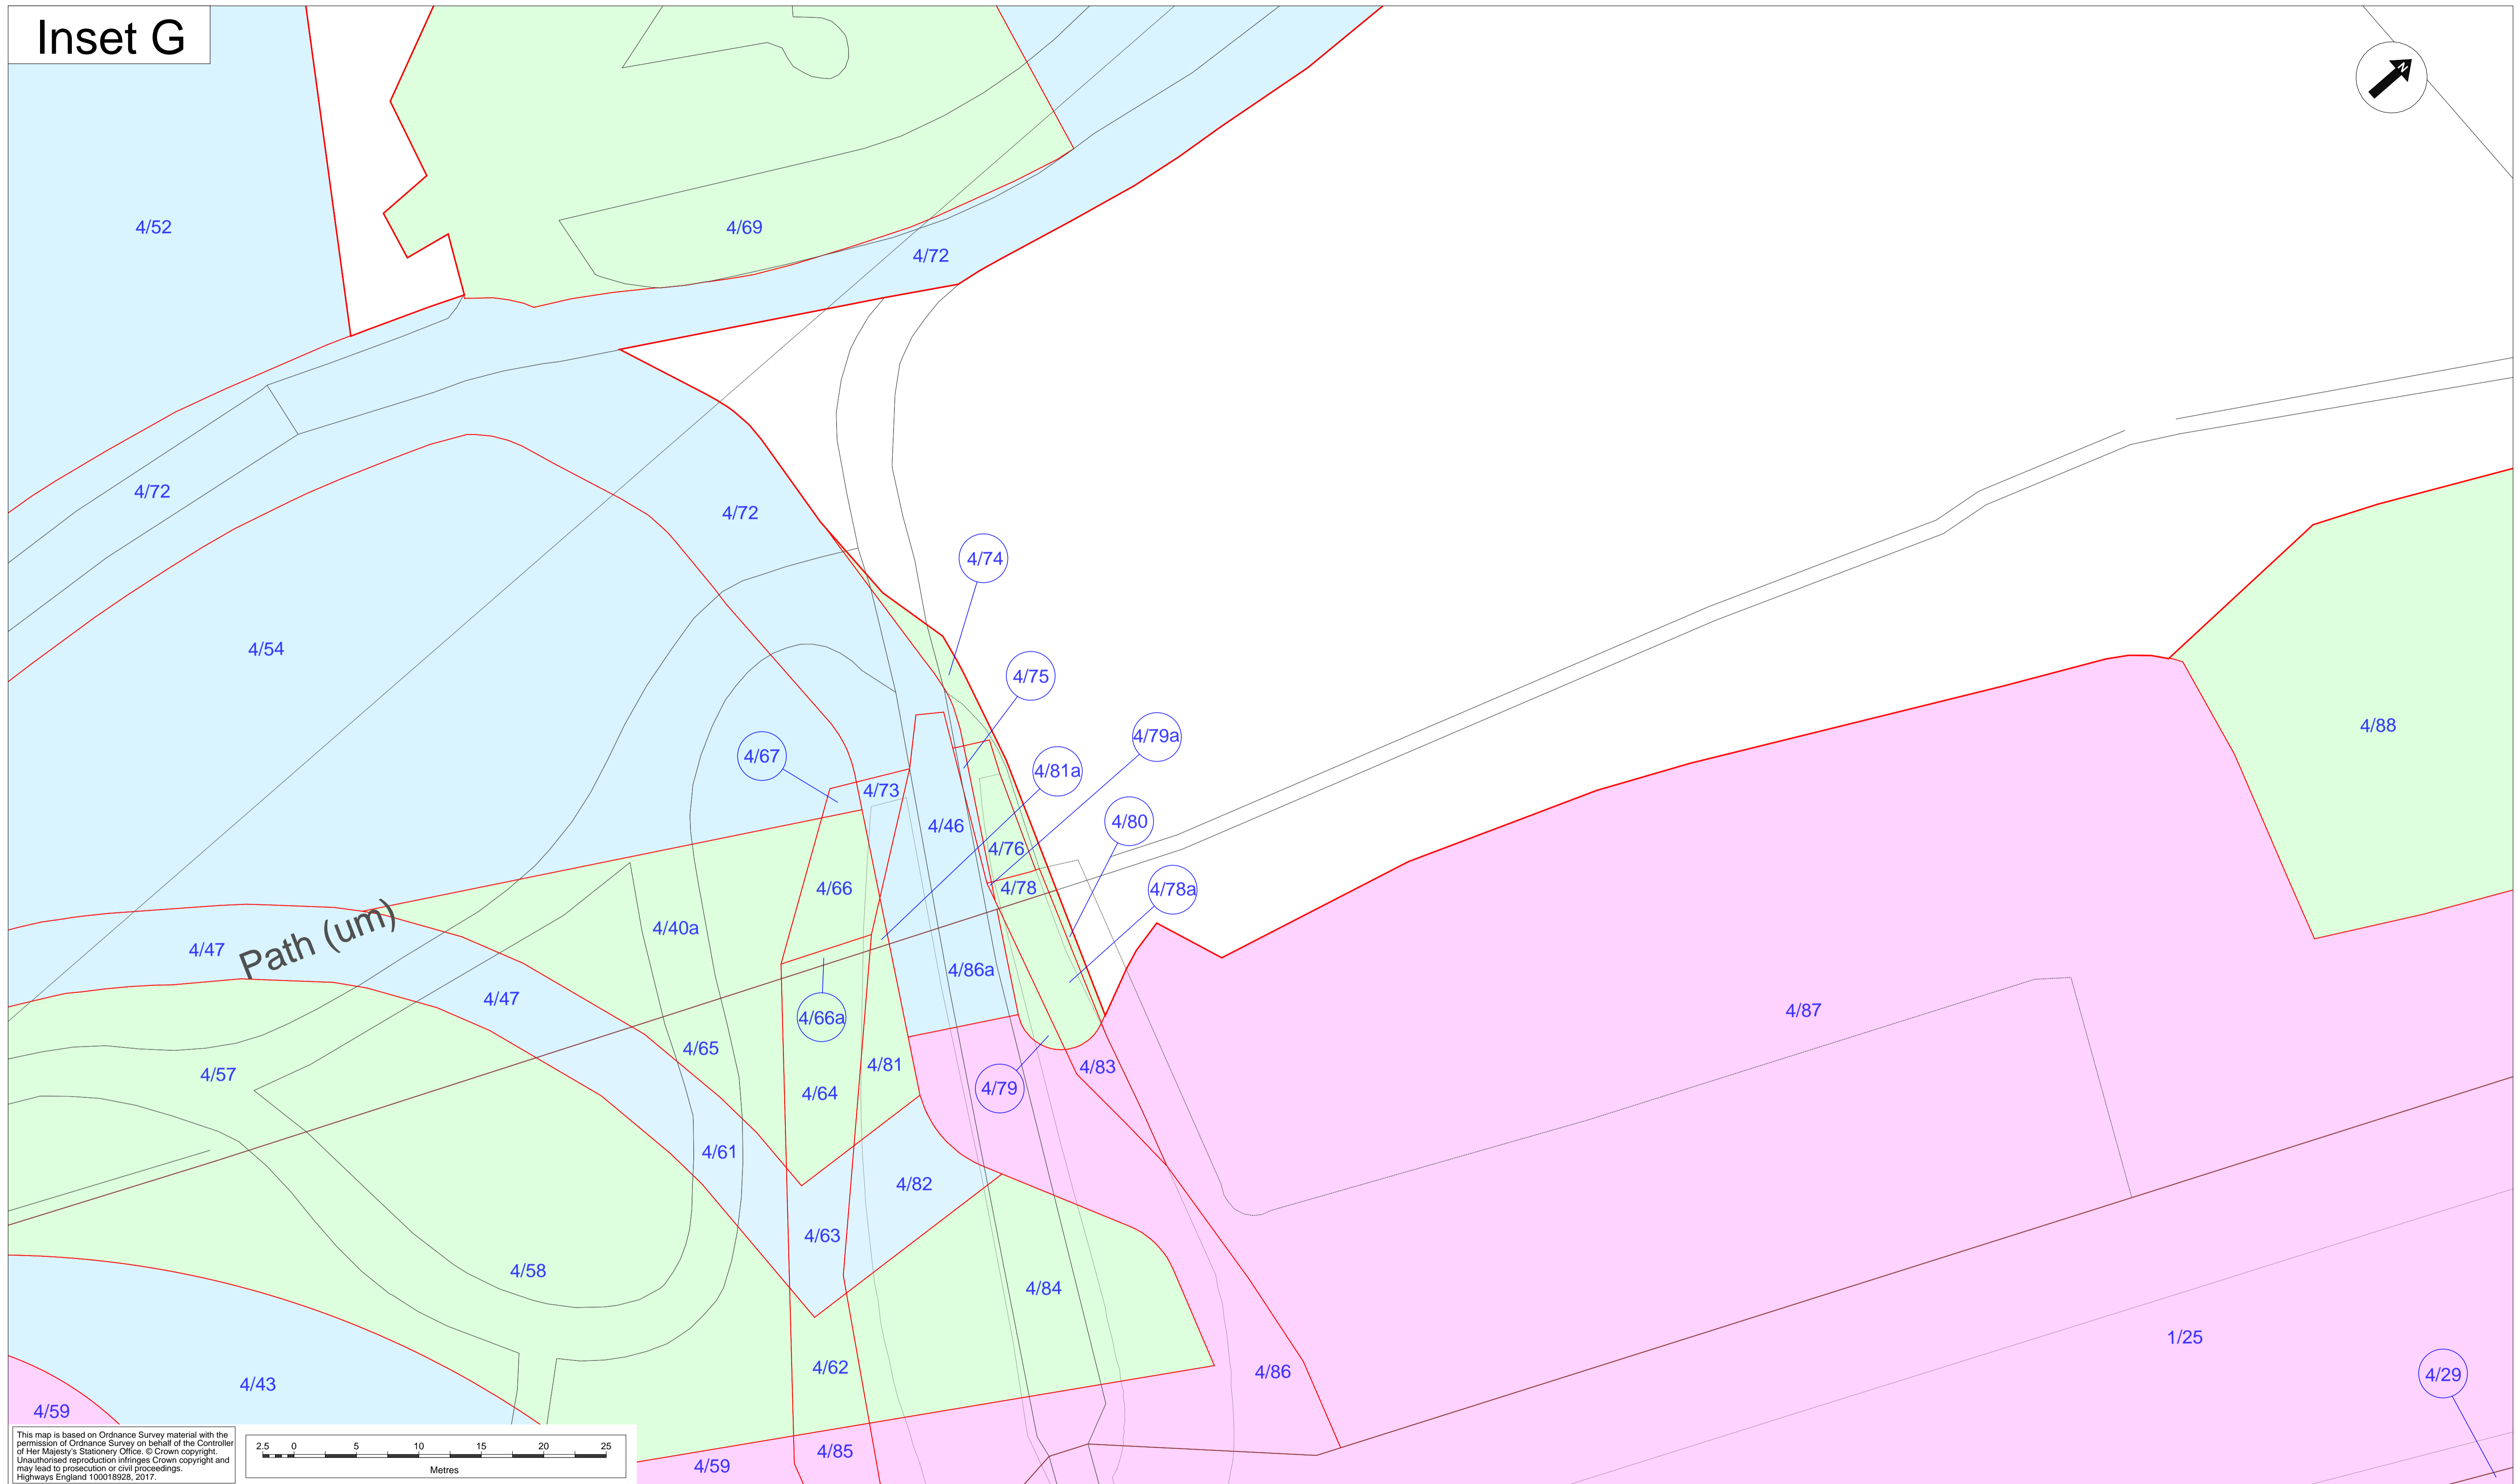 Inset G
N
4/52
4/69
4/72
4/72
4/72
4/74
4/54
4/75
4/88
4/79a
4/67
4/81a
4/73
4/80
4/46
4/76
4/66
4/78
4/78a
4/40a
4/47
Path (um)
4/86a
4/47
4/87
4/66a
4/65
4/81
4/83
4/57
4/79
4/64
4/61
4/82
4/63
4/58
4/84
1/25
4/62
4/86
4/29
4/43
4/59
4/85
4/59
This map is based on Ordnance Survey material with the
permission of Ordnance Survey on behalf of the Controller
of Her Majesty's Stationery Office. © Crown copyright.
Unauthorised reproduction infringes Crown copyright and
may lead to prosecution or civil proceedings.
Highways England 100018928, 2017.
2.5 0 5 10 15 20 25
Metres